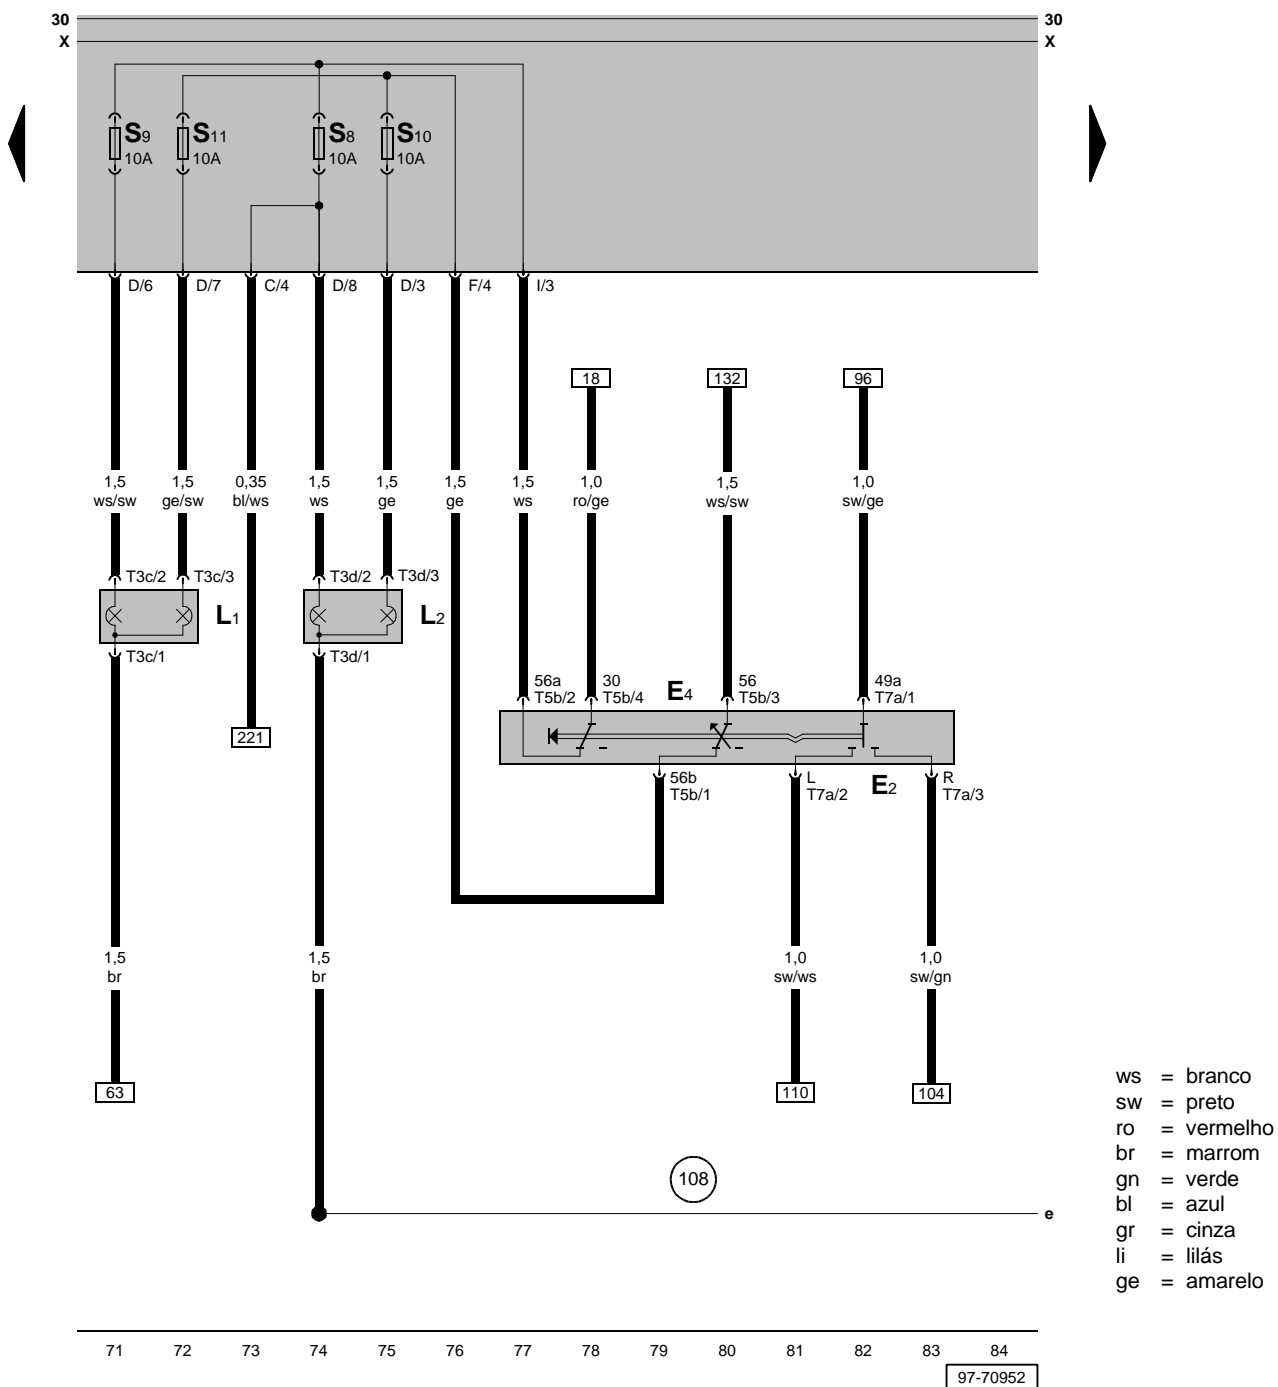 30 30
X X
S9 S11 S8 S10
10A 10A 10A 10A
D/6 D/7 C/4 D/8 D/3 F/4 I/3
18 132 96
1,5 1,5 0,35 1,5 1,5 1,5 1,5 1,0 1,5 1,0
ws/sw ge/sw bl/ws ws ge ge ws ro/ge ws/sw sw/ge
T3c/2 T3c/3 T3d/2 T3d/3
L1 L2
T3c/1 T3d/1
56a 30 E4 56 49a
T5b/2 T5b/4 T5b/3 T7a/1
221
56b L E2 R
T5b/1 T7a/2 T7a/3
1,5 1,5 1,0 1,0
br br sw/ws sw/gn
63 110 104
108
e
ws = branco
sw = preto
ro = vermelho
br = marrom
gn = verde
bl = azul
gr = cinza
li = lilás
ge = amarelo
71 72 73 74 75 76 77 78 79 80 81 82 83 84
97-70952